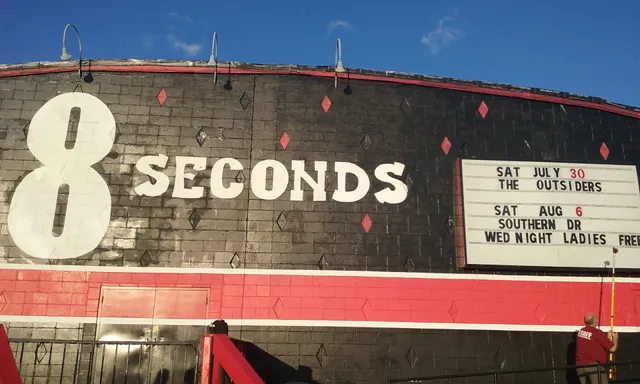 8 SECONDS
SAT JULY 30
THE OUTSIDERS
SAT AUG 6
SOUTHERN DR
WED NIGHT LADIES FREE